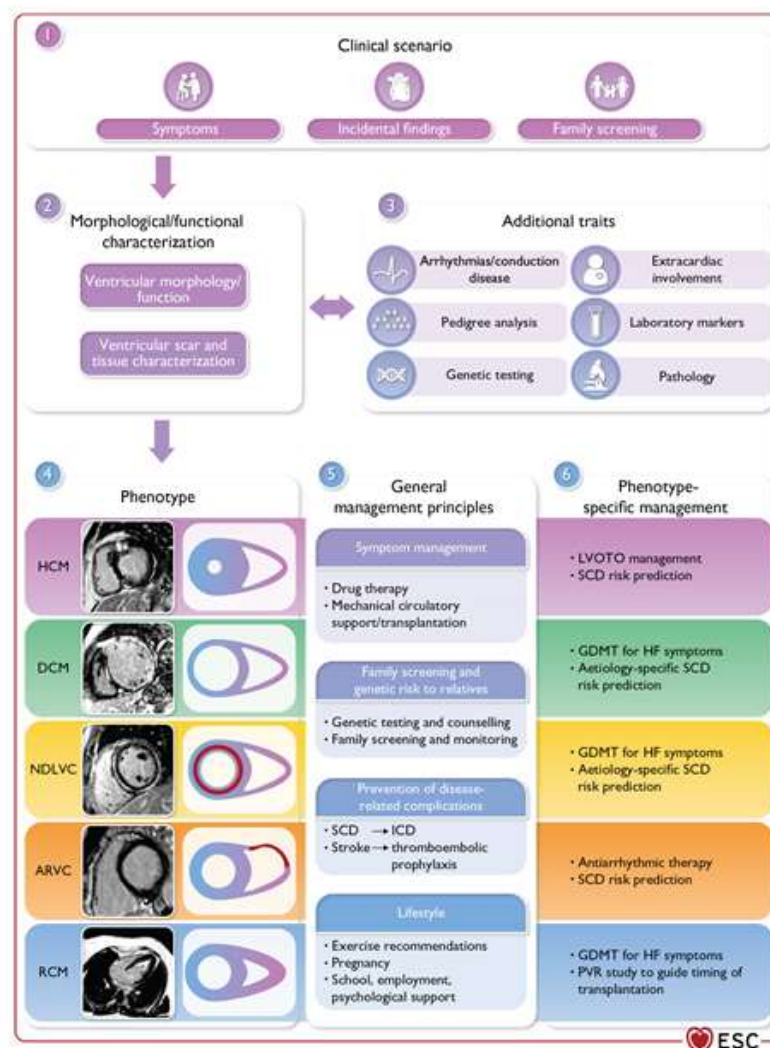 1
Clinical scenario
Symptoms
Incidental findings
Family screening
2
Morphological/functional
characterization
Ventricular morphology/
function
Ventricular scar and
tissue characterization
3
Additional traits
Arrhythmias/conduction
disease
Extracardiac
involvement
Pedigree analysis
Laboratory markers
Genetic testing
Pathology
4
Phenotype
HCM
DCM
NDLVC
ARVC
RCM
5
General
management principles
Symptom management
• Drug therapy
• Mechanical circulatory
support/transplantation
Family screening and
genetic risk to relatives
• Genetic testing and counselling
• Family screening and monitoring
Prevention of disease-
related complications
• SCD → ICD
• Stroke → thromboembolic
prophylaxis
Lifestyle
• Exercise recommendations
• Pregnancy
• School, employment,
psychological support
6
Phenotype-
specific management
• LVOTO management
• SCD risk prediction
• GDMT for HF symptoms
• Aetiology-specific SCD
risk prediction
• GDMT for HF symptoms
• Aetiology-specific SCD
risk prediction
• Antiarrhythmic therapy
• SCD risk prediction
• GDMT for HF symptoms
• PVR study to guide timing of
transplantation
ESC